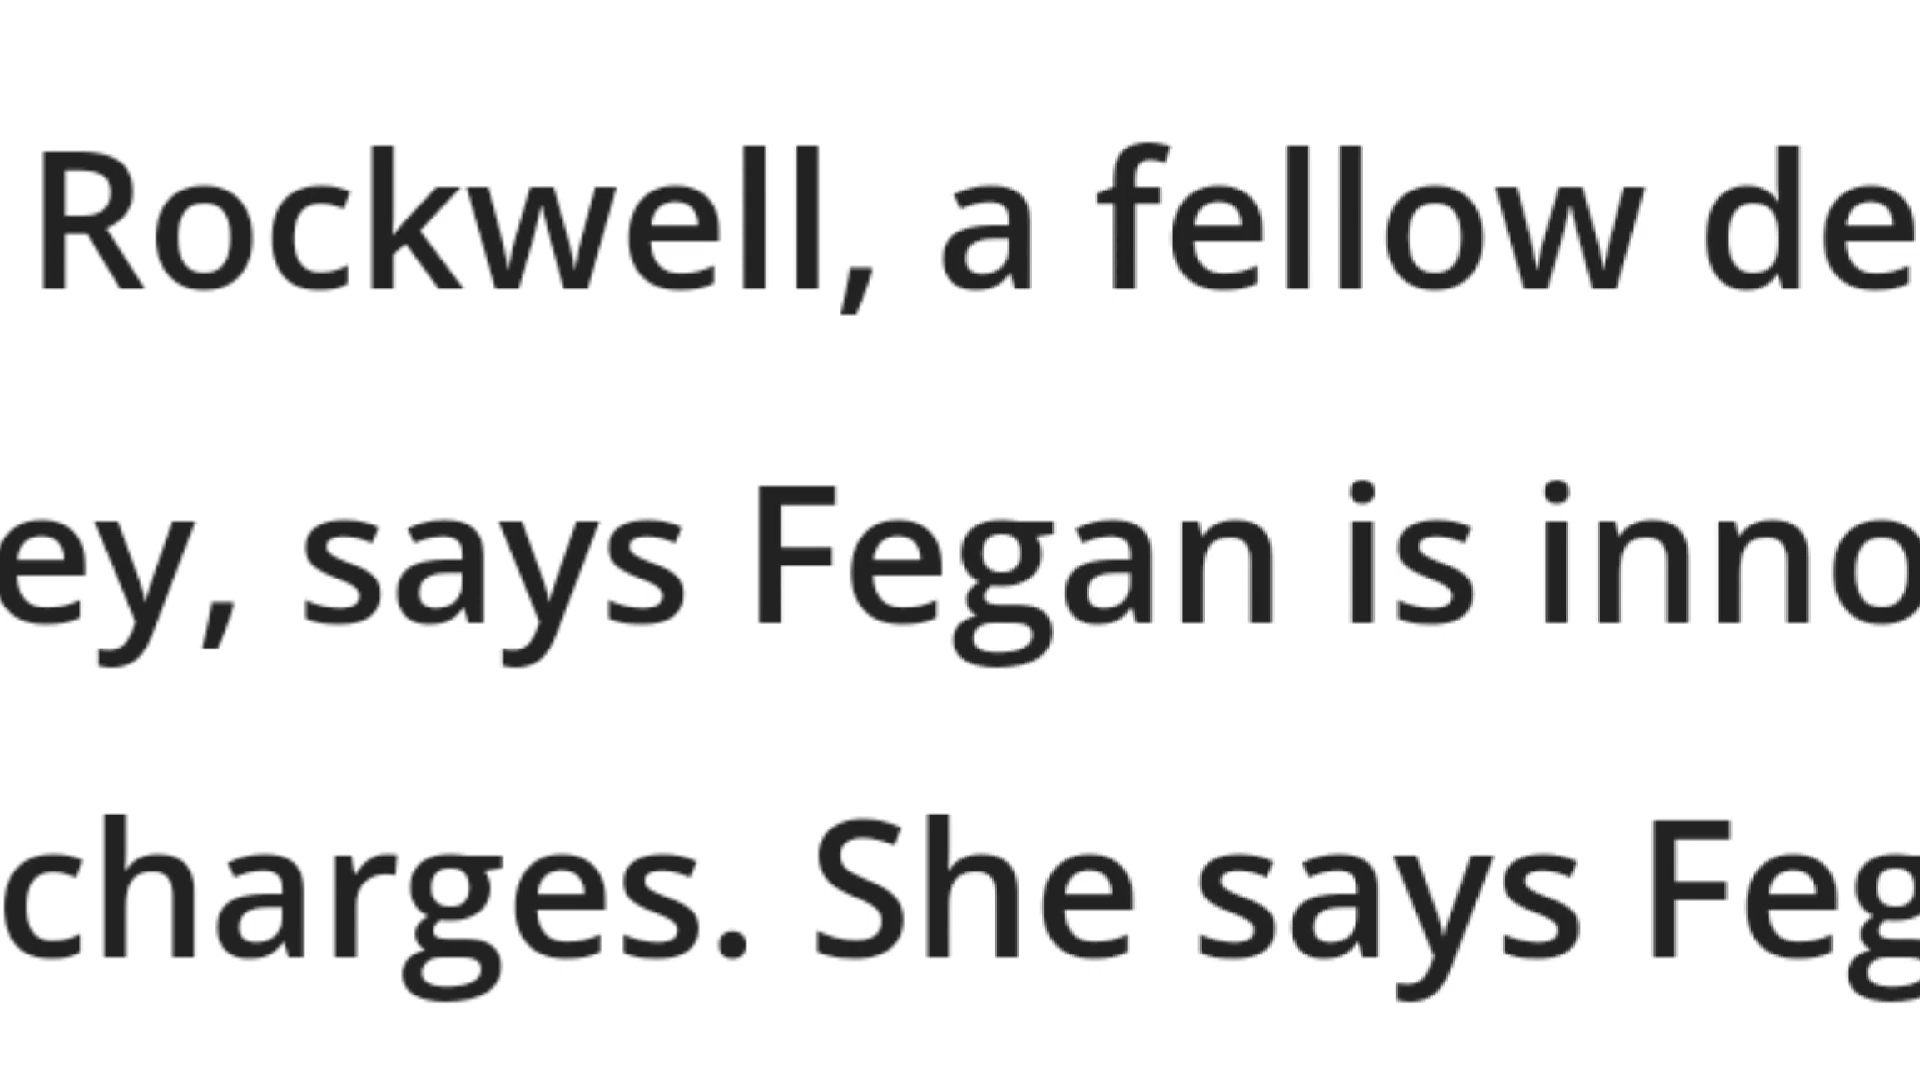 Rockwell, a fellow de
ey, says Fegan is inno
charges. She says Feg